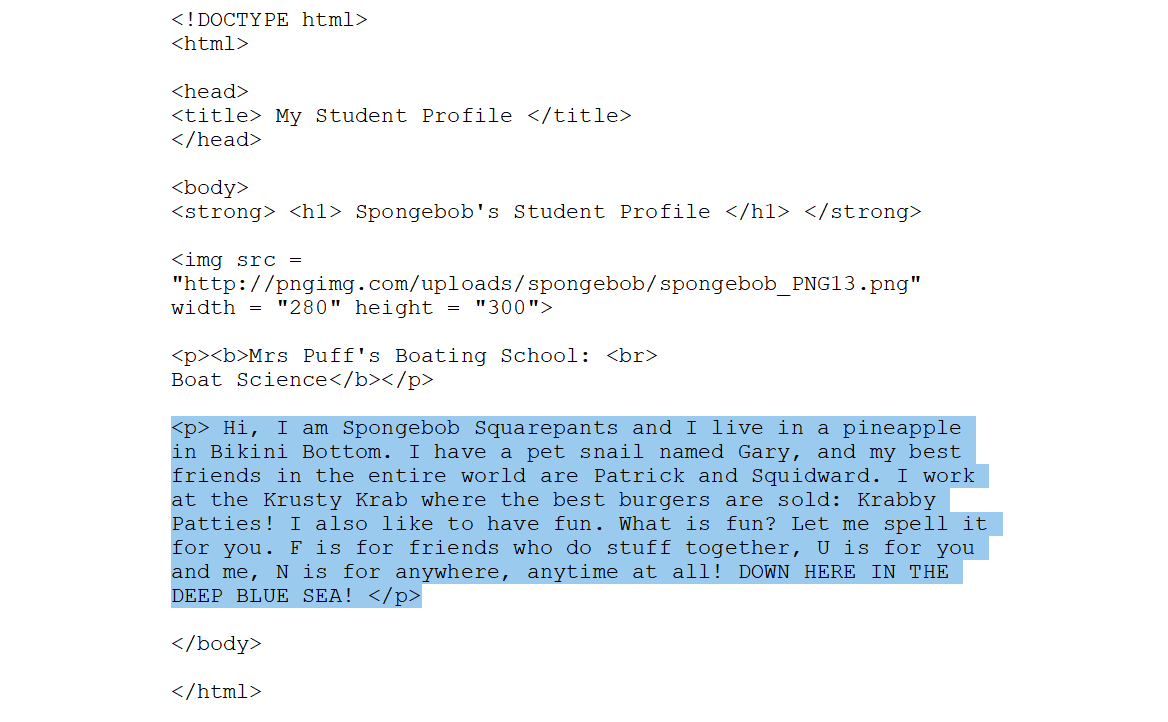 <!DOCTYPE html>
<html>
<head>
<title> My Student Profile </title>
</head>
<body>
<strong> <h1> Spongebob's Student Profile </h1> </strong>
<img src =
"http://pngimg.com/uploads/spongebob/spongebob_PNG13.png"
width = "280" height = "300">
<p><b>Mrs Puff's Boating School: <br>
Boat Science</b></p>
<p> Hi, I am Spongebob Squarepants and I live in a pineapple
in Bikini Bottom. I have a pet snail named Gary, and my best
friends in the entire world are Patrick and Squidward. I work
at the Krusty Krab where the best burgers are sold: Krabby
Patties! I also like to have fun. What is fun? Let me spell it
for you. F is for friends who do stuff together, U is for you
and me, N is for anywhere, anytime at all! DOWN HERE IN THE
DEEP BLUE SEA! </p>
</body>
</html>